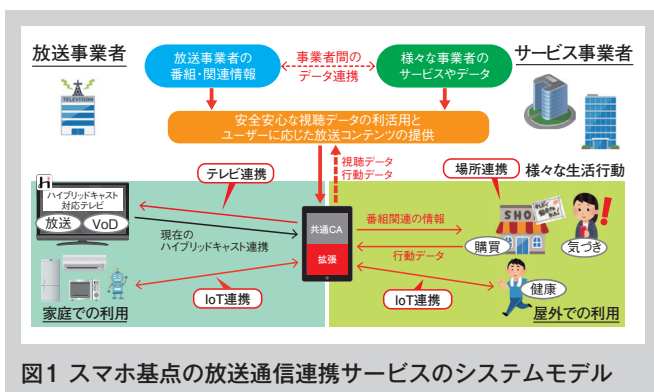 放送事業者
放送事業者の
番組・関連情報
事業者間の
データ連携
様々な事業者の
サービスやデータ
サービス事業者
TELEVISION
安全安心な視聴データの利活用と
ユーザーに応じた放送コンテンツの提供
視聴データ
行動データ
テレビ連携
場所連携
様々な生活行動
ハイブリッドキャスト
対応テレビ
放送
VoD
現在の
ハイブリッドキャスト連携
共通CA
拡張
番組関連の情報
SHO
購買
気づき
行動データ
IoT連携
家庭での利用
IoT連携
健康
屋外での利用
図1 スマホ基点の放送通信連携サービスのシステムモデル